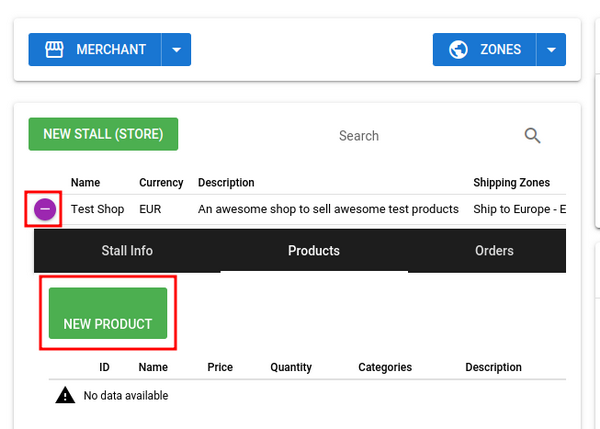 MERCHANT
ZONES
NEW STALL (STORE)
Search
Name Currency Description Shipping Zones
Test Shop EUR An awesome shop to sell awesome test products Ship to Europe - E
Stall Info Products Orders
NEW PRODUCT
ID Name Price Quantity Categories Description
No data available